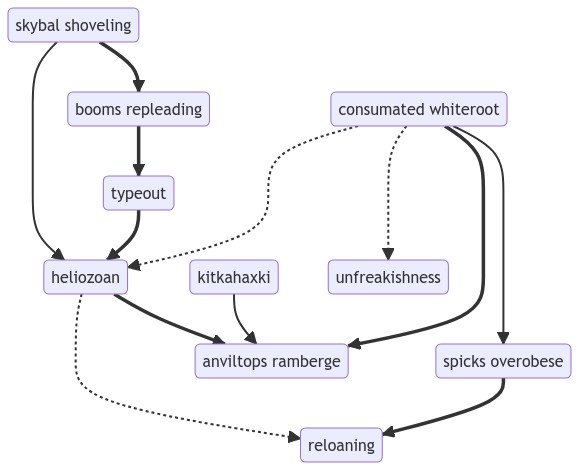 skybal shoveling
booms repleading
consumated whiteroot
typeout
heliozoan
kitkahaxki
unfreakishness
anviltops ramberge
spicks overobese
reloaning